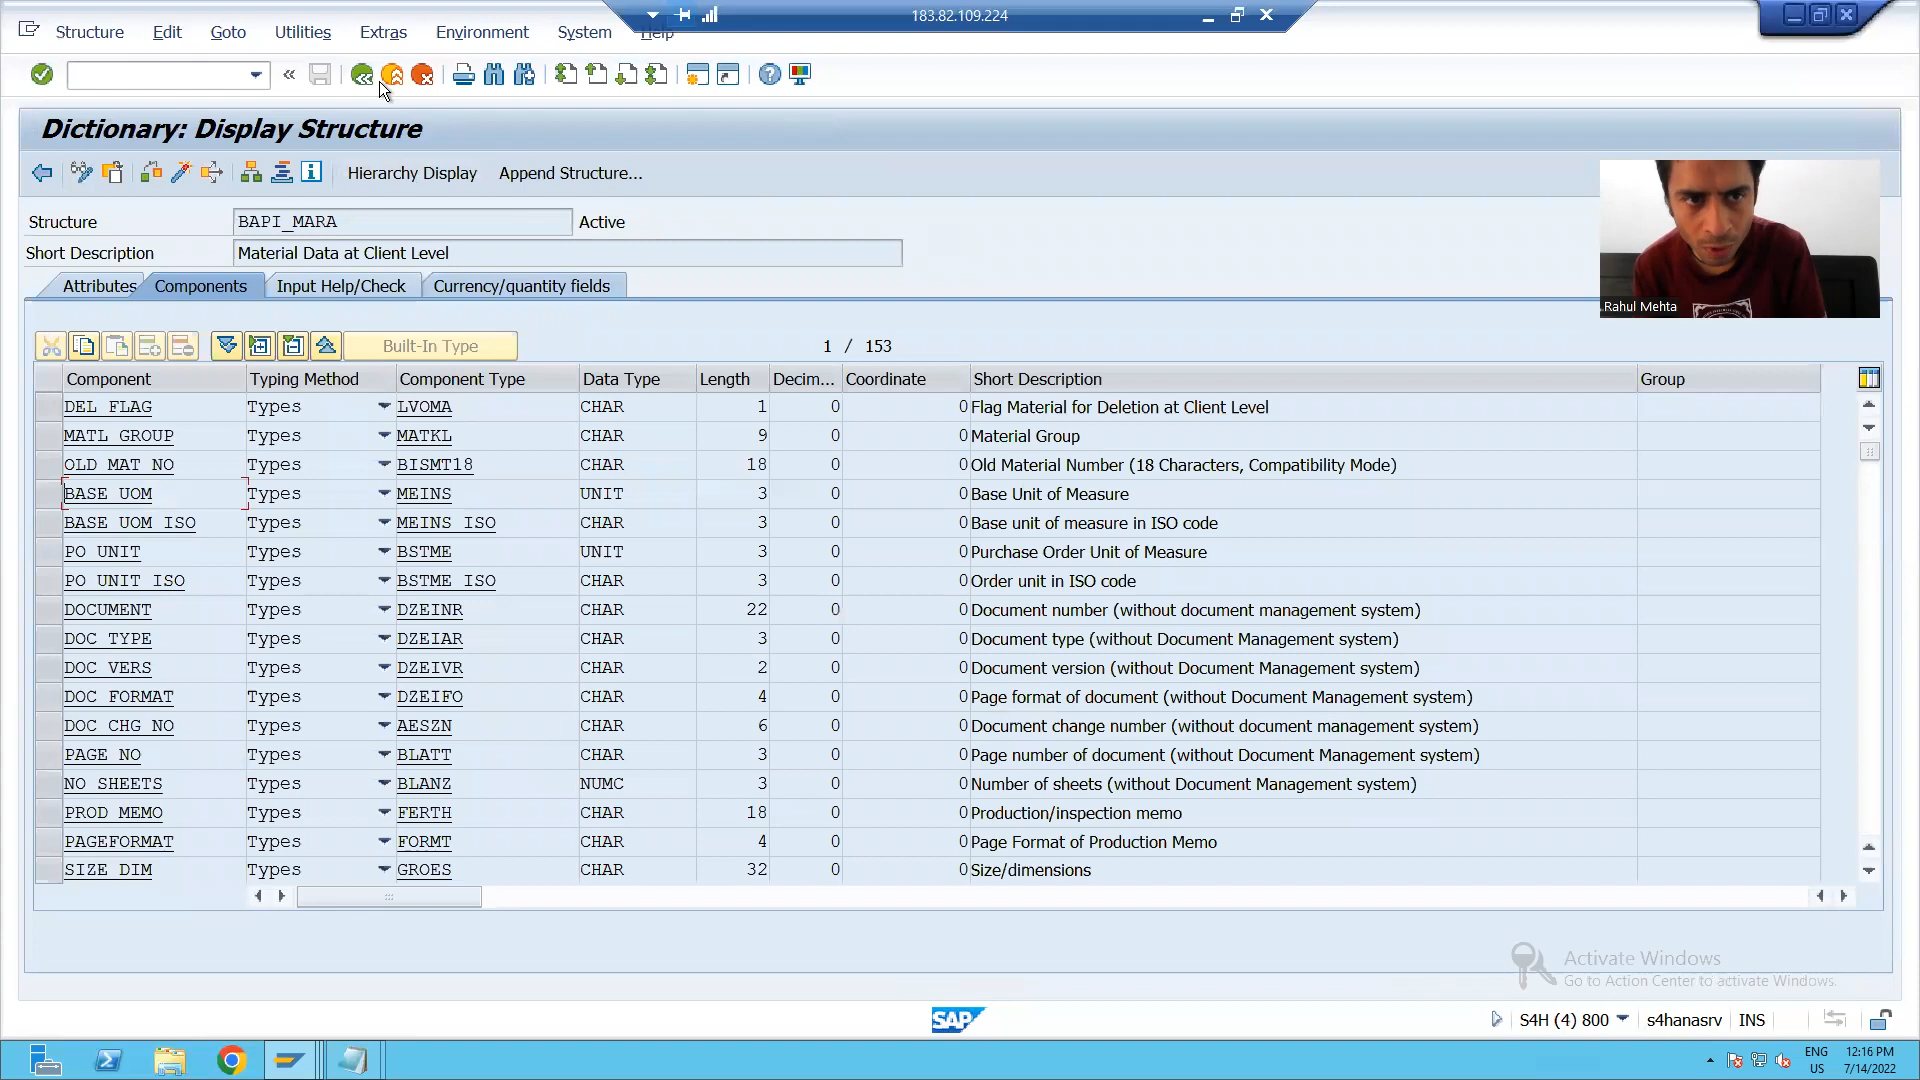 183.82.109.224
Structure Edit Goto Utilities Extras Environment System Help
Dictionary: Display Structure
Hierarchy Display Append Structure...
Structure BAPI_MARA Active
Short Description Material Data at Client Level
Rahul Mehta
Attributes Components Input Help/Check Currency/quantity fields
Built-In Type 1 / 153
Component Typing Method Component Type Data Type Length Decim... Coordinate Short Description Group
DEL_FLAG Types LVOMA CHAR 1 0 0 Flag Material for Deletion at Client Level
MATL_GROUP Types MATKL CHAR 9 0 0 Material Group
OLD_MAT_NO Types BISMT18 CHAR 18 0 0 Old Material Number (18 Characters, Compatibility Mode)
BASE_UOM Types MEINS UNIT 3 0 0 Base Unit of Measure
BASE_UOM_ISO Types MEINS_ISO CHAR 3 0 0 Base unit of measure in ISO code
PO_UNIT Types BSTME UNIT 3 0 0 Purchase Order Unit of Measure
PO_UNIT_ISO Types BSTME_ISO CHAR 3 0 0 Order unit in ISO code
DOCUMENT Types DZEINR CHAR 22 0 0 Document number (without document management system)
DOC_TYPE Types DZEIAR CHAR 3 0 0 Document type (without Document Management system)
DOC_VERS Types DZEIVR CHAR 2 0 0 Document version (without Document Management system)
DOC_FORMAT Types DZEIFO CHAR 4 0 0 Page format of document (without Document Management system)
DOC_CHG_NO Types AESZN CHAR 6 0 0 Document change number (without document management system)
PAGE_NO Types BLATT CHAR 3 0 0 Page number of document (without Document Management system)
NO_SHEETS Types BLANZ NUMC 3 0 0 Number of sheets (without Document Management system)
PROD_MEMO Types FERTH CHAR 18 0 0 Production/inspection memo
PAGEFORMAT Types FORMT CHAR 4 0 0 Page Format of Production Memo
SIZE_DIM Types GROES CHAR 32 0 0 Size/dimensions
Activate Windows
Go to Action Center to activate Windows.
SAP S4H (4) 800 s4hanasrv INS
ENG 12:16 PM
US 7/14/2022